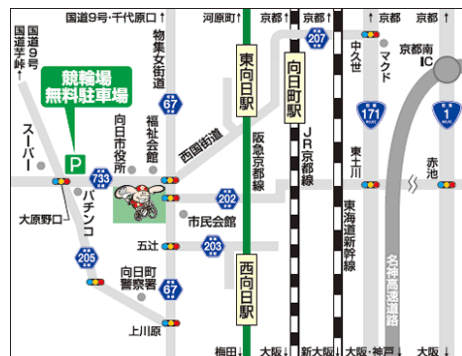 国道9号・千代原口↑
河原町↑
京都↑
京都↑
↑京都
京都↑
国道9号
国道芋峠
物集女街道
競輪場
無料駐車場
P
スーパー
向日市役所
福祉会館
67
西国街道
東向日駅
阪急京都線
向日町駅
JR京都線
207
中久世
マクド
京都南
IC
171
1
733
パチンコ
大原野口
202
市民会館
東土川
赤池
五辻
203
東海道新幹線
名神高速道路
205
向日町
警察署
67
西向日駅
上川原
梅田↓
大阪↓
新大阪↓
大阪・神戸↓
大阪↓